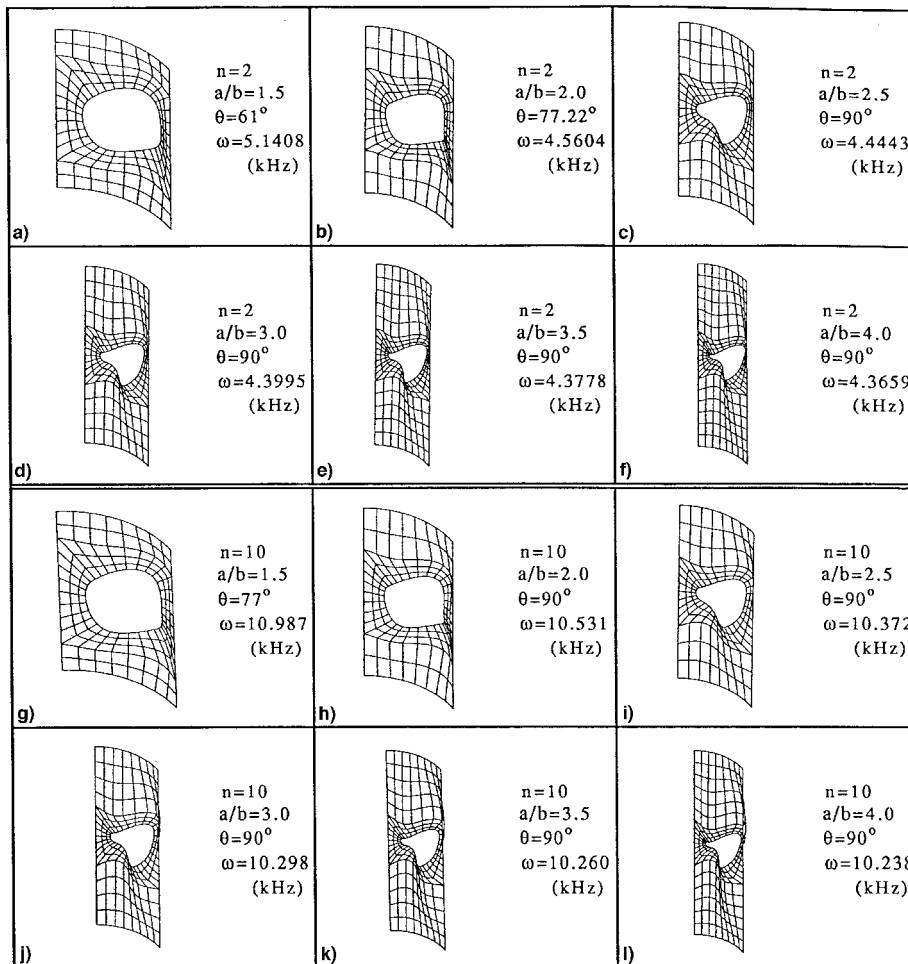 n=2
a/b=1.5
θ=61°
ω=5.1408
(kHz)
a)
n=2
a/b=2.0
θ=77.22°
ω=4.5604
(kHz)
b)
n=2
a/b=2.5
θ=90°
ω=4.4443
(kHz)
c)
n=2
a/b=3.0
θ=90°
ω=4.3995
(kHz)
d)
n=2
a/b=3.5
θ=90°
ω=4.3778
(kHz)
e)
n=2
a/b=4.0
θ=90°
ω=4.3659
(kHz)
f)
n=10
a/b=1.5
θ=77°
ω=10.987
(kHz)
g)
n=10
a/b=2.0
θ=90°
ω=10.531
(kHz)
h)
n=10
a/b=2.5
θ=90°
ω=10.372
(kHz)
i)
n=10
a/b=3.0
θ=90°
ω=10.298
(kHz)
j)
n=10
a/b=3.5
θ=90°
ω=10.260
(kHz)
k)
n=10
a/b=4.0
θ=90°
ω=10.238
(kHz)
l)